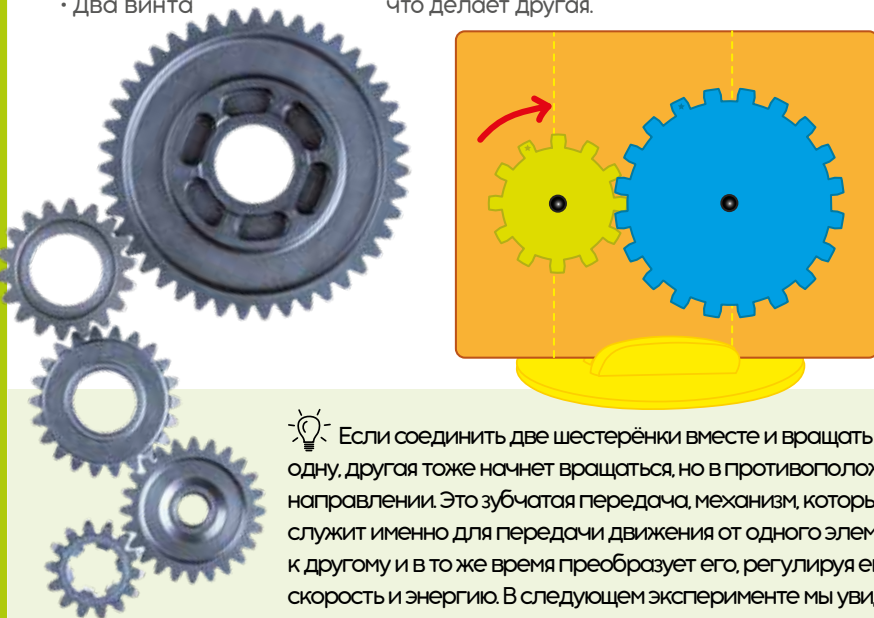 • Два винта
что делает другая.
Если соединить две шестерёнки вместе и вращать
одну, другая тоже начнет вращаться, но в противополож
направлении. Это зубчатая передача, механизм, которы
служит именно для передачи движения от одного элем
к другому и в то же время преобразует его, регулируя е
скорость и энергию. В следующем эксперименте мы уви